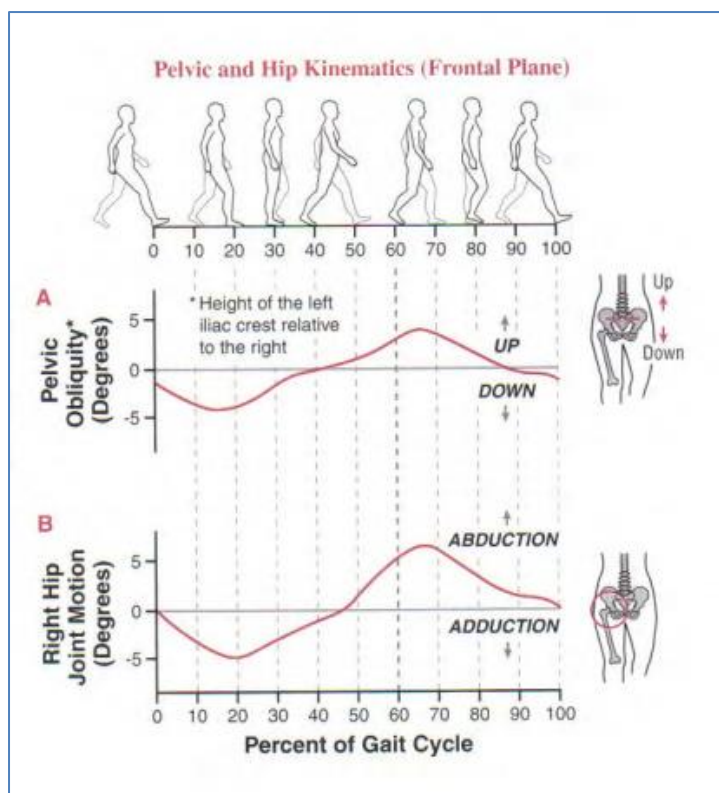 Pelvic and Hip Kinematics (Frontal Plane)
0 10 20 30 40 50 60 70 80 90 100
A
Pelvic
Obliquity*
(Degrees)
5
0
-5
*Height of the left
iliac crest relative
to the right
UP
DOWN
Up
Down
B
Right Hip
Joint Motion
(Degrees)
5
0
-5
ABDUCTION
ADDUCTION
0 10 20 30 40 50 60 70 80 90 100
Percent of Gait Cycle